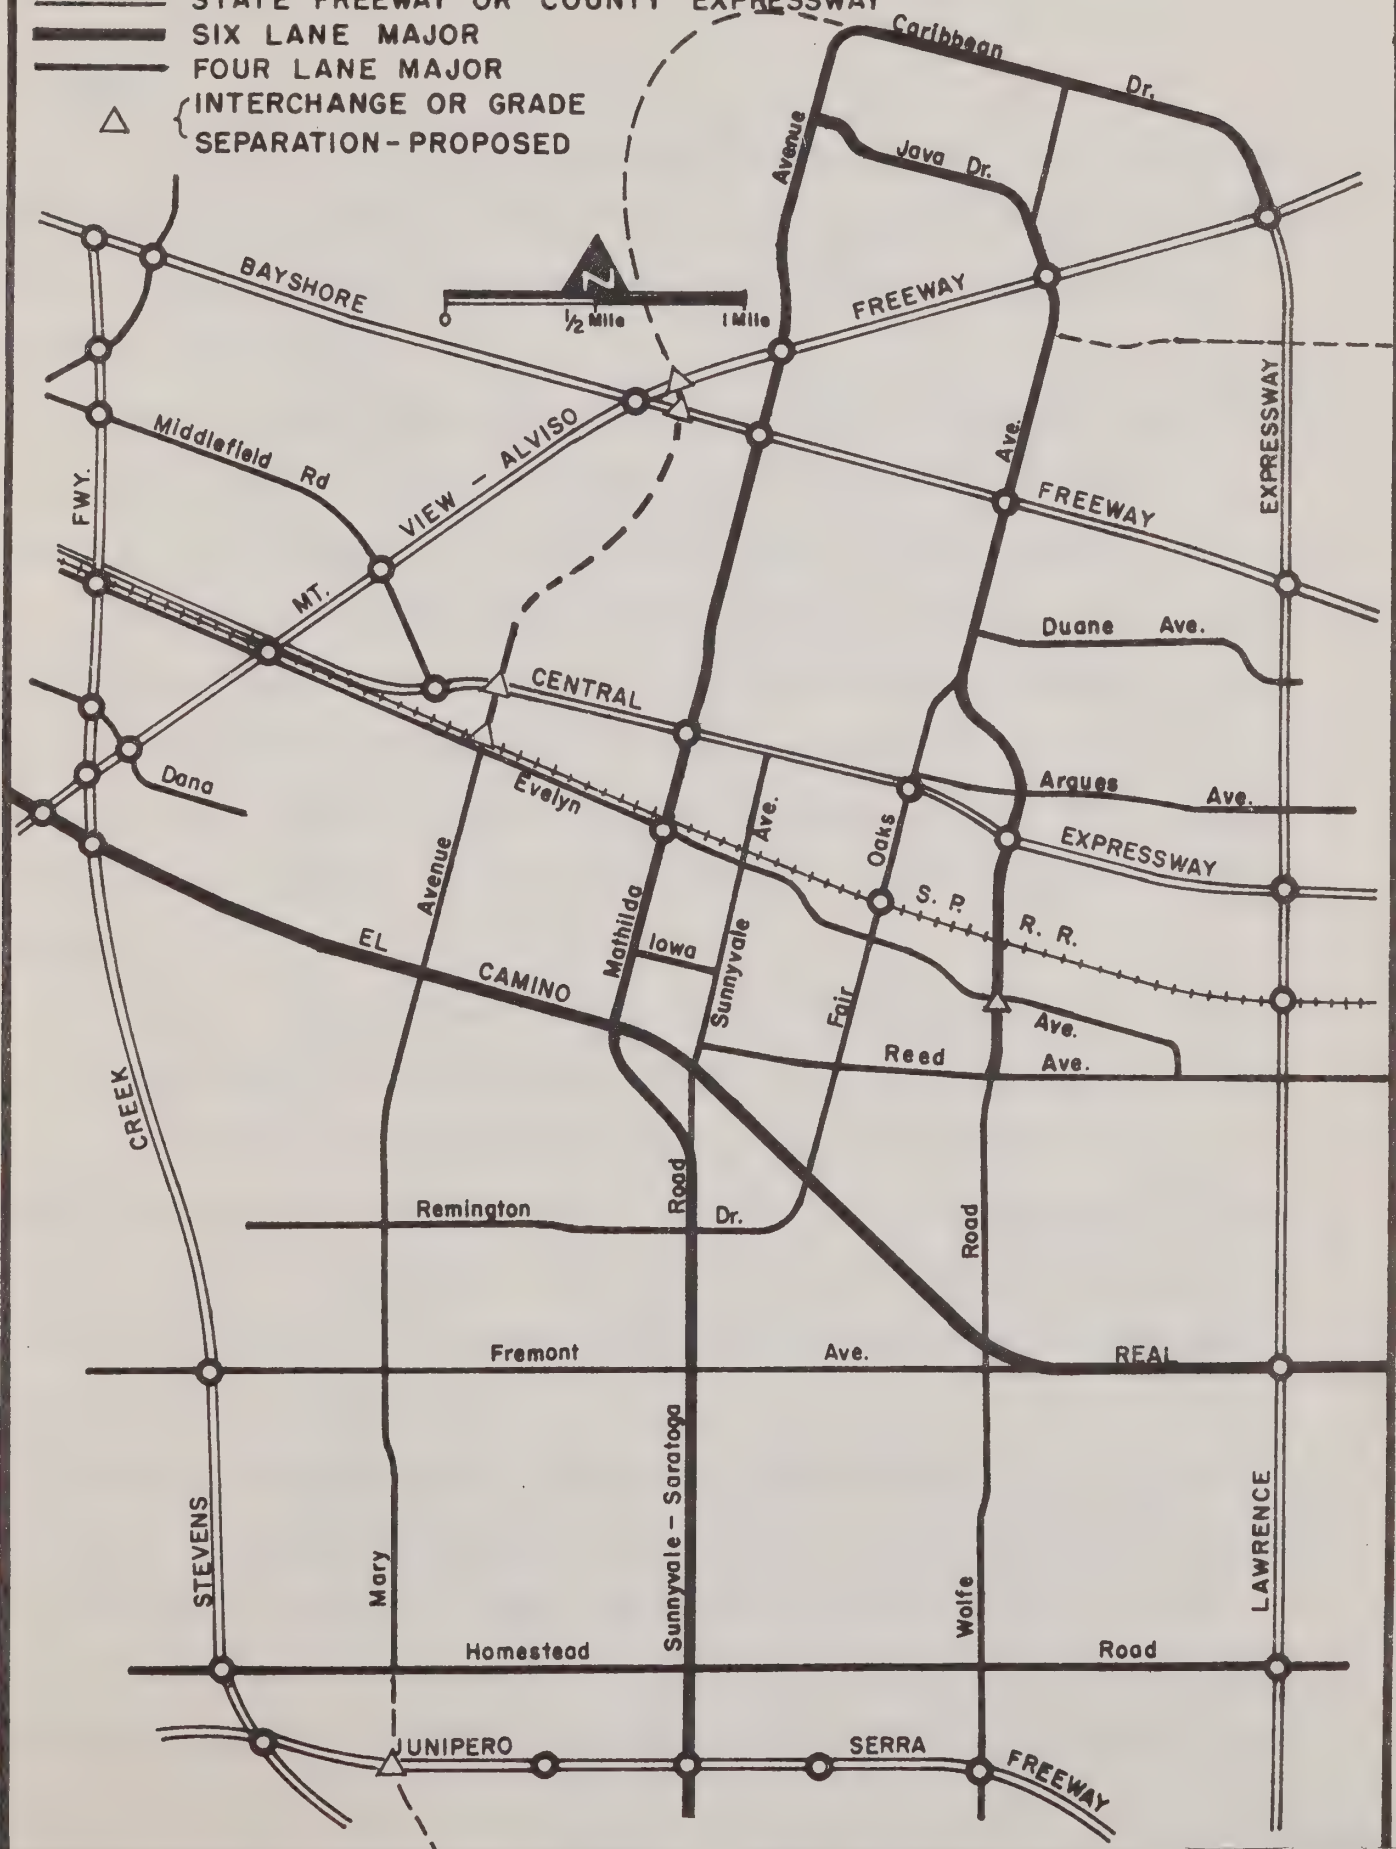 STATE FREEWAY OR COUNTY EXPRESSWAY
SIX LANE MAJOR
FOUR LANE MAJOR
INTERCHANGE OR GRADE
SEPARATION-PROPOSED
Caribbean
Dr.
Avenue
Java Dr.
BAYSHORE
N
0
1/2 Mile
1 Mile
FREEWAY
Middlefield Rd
FWY.
VIEW - ALVISO
MT.
Ave.
FREEWAY
EXPRESSWAY
Duane Ave.
CENTRAL
Dana
Evelyn
Ave.
Oaks
Arques Ave.
EXPRESSWAY
Avenue
Mathilda
Iowa
Sunnyvale
S. P. R. R.
EL CAMINO
Fair
Ave.
Reed Ave.
CREEK
Road
Remington Dr.
Road
Fremont Ave.
REAL
STEVENS
Mary
Sunnyvale - Saratoga
Wolfe
LAWRENCE
Homestead Road
JUNIPERO SERRA
FREEWAY